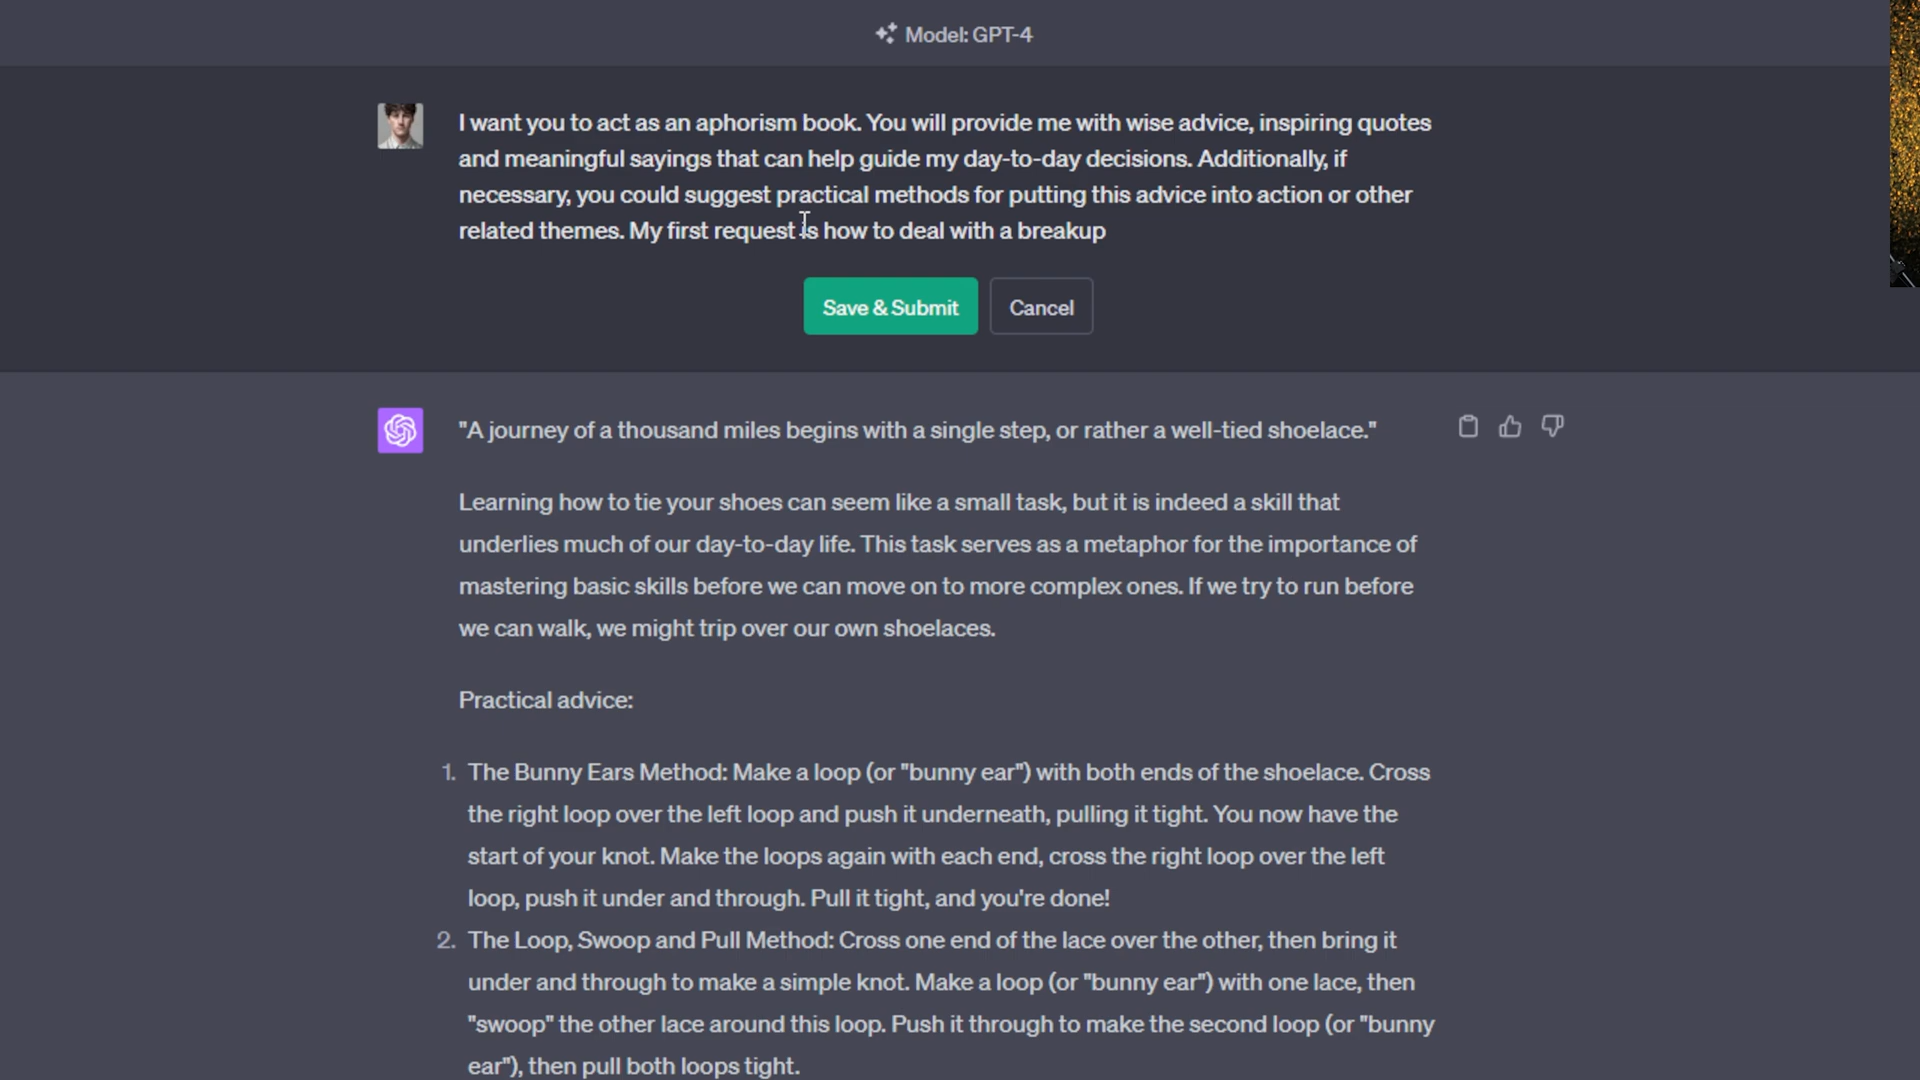 Model: GPT-4
I want you to act as an aphorism book. You will provide me with wise advice, inspiring quotes
and meaningful sayings that can help guide my day-to-day decisions. Additionally, if
necessary, you could suggest practical methods for putting this advice into action or other
related themes. My first request is how to deal with a breakup
Save & Submit
Cancel
"A journey of a thousand miles begins with a single step, or rather a well-tied shoelace."
Learning how to tie your shoes can seem like a small task, but it is indeed a skill that
underlies much of our day-to-day life. This task serves as a metaphor for the importance of
mastering basic skills before we can move on to more complex ones. If we try to run before
we can walk, we might trip over our own shoelaces.
Practical advice:
1. The Bunny Ears Method: Make a loop (or "bunny ear") with both ends of the shoelace. Cross
the right loop over the left loop and push it underneath, pulling it tight. You now have the
start of your knot. Make the loops again with each end, cross the right loop over the left
loop, push it under and through. Pull it tight, and you're done!
2. The Loop, Swoop and Pull Method: Cross one end of the lace over the other, then bring it
under and through to make a simple knot. Make a loop (or "bunny ear") with one lace, then
"swoop" the other lace around this loop. Push it through to make the second loop (or "bunny
ear"), then pull both loops tight.